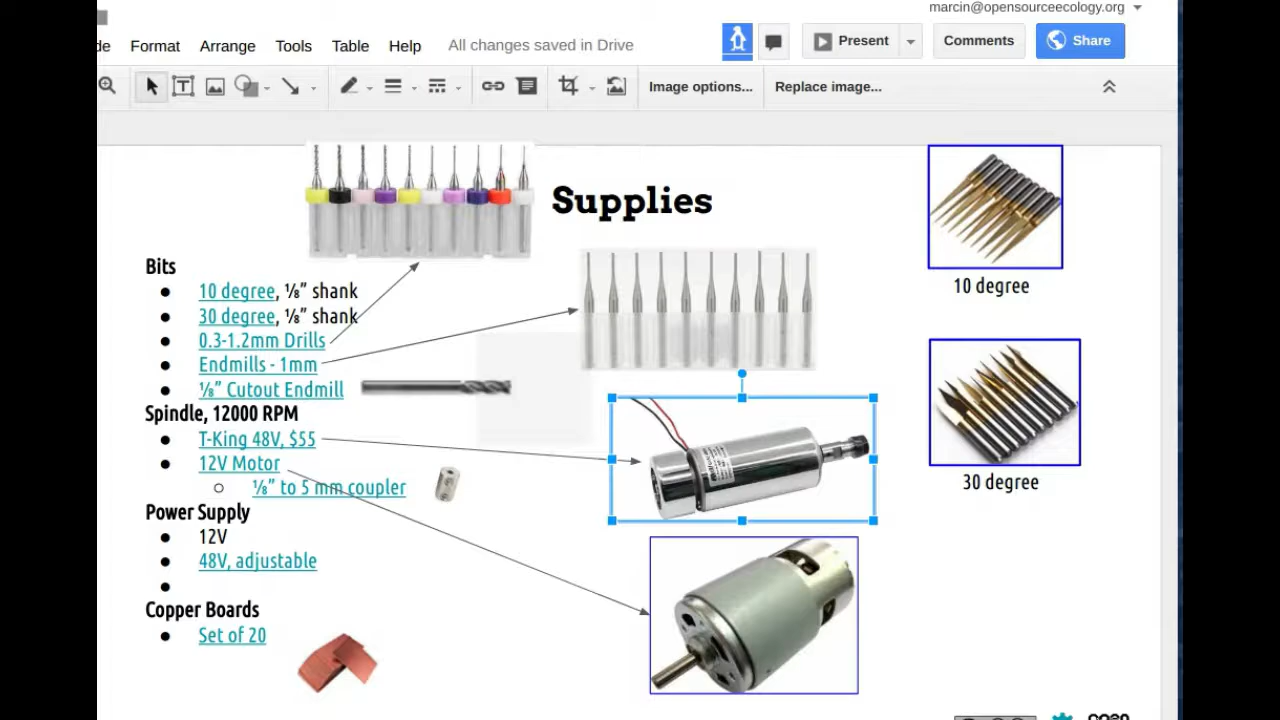 marcin@opensourceecology.org
de Format Arrange Tools Table Help All changes saved in Drive Present Comments Share
Image options... Replace image...
Supplies
Bits
● 10 degree, ⅛” shank
● 30 degree, ⅛” shank
● 0.3-1.2mm Drills
● Endmills - 1mm
● ⅛” Cutout Endmill
Spindle, 12000 RPM
● T-King 48V, $55
● 12V Motor
○ ⅛” to 5 mm coupler
Power Supply
● 12V
● 48V, adjustable
●
Copper Boards
● Set of 20
10 degree
30 degree